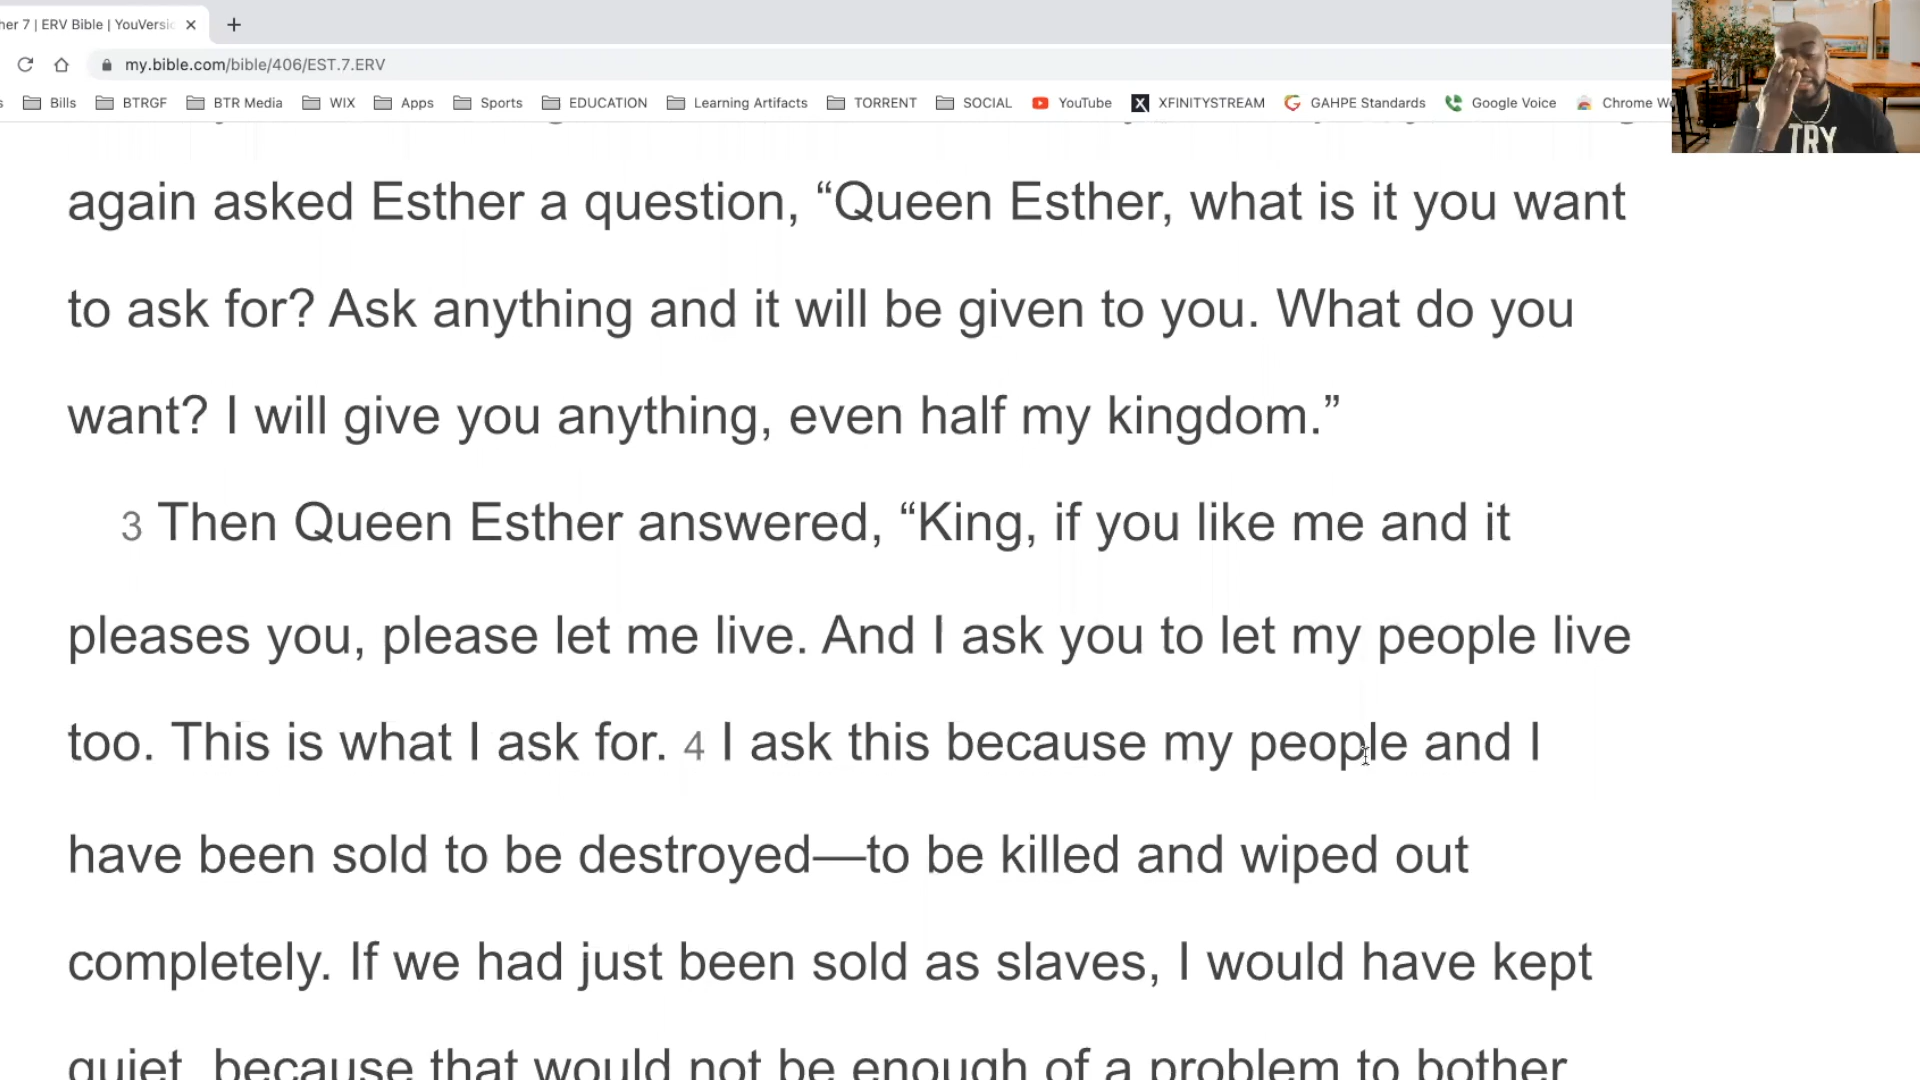 her 7 | ERV Bible | YouVersic
my.bible.com/bible/406/EST.7.ERV
s Bills BTRGF BTR Media WIX Apps Sports EDUCATION Learning Artifacts TORRENT SOCIAL YouTube XFINITYSTREAM GAHPE Standards Google Voice Chrome We
TRY
again asked Esther a question, “Queen Esther, what is it you want
to ask for? Ask anything and it will be given to you. What do you
want? I will give you anything, even half my kingdom.”
3 Then Queen Esther answered, “King, if you like me and it
pleases you, please let me live. And I ask you to let my people live
too. This is what I ask for. 4 I ask this because my people and I
have been sold to be destroyed—to be killed and wiped out
completely. If we had just been sold as slaves, I would have kept
quiet, because that would not be enough of a problem to bother